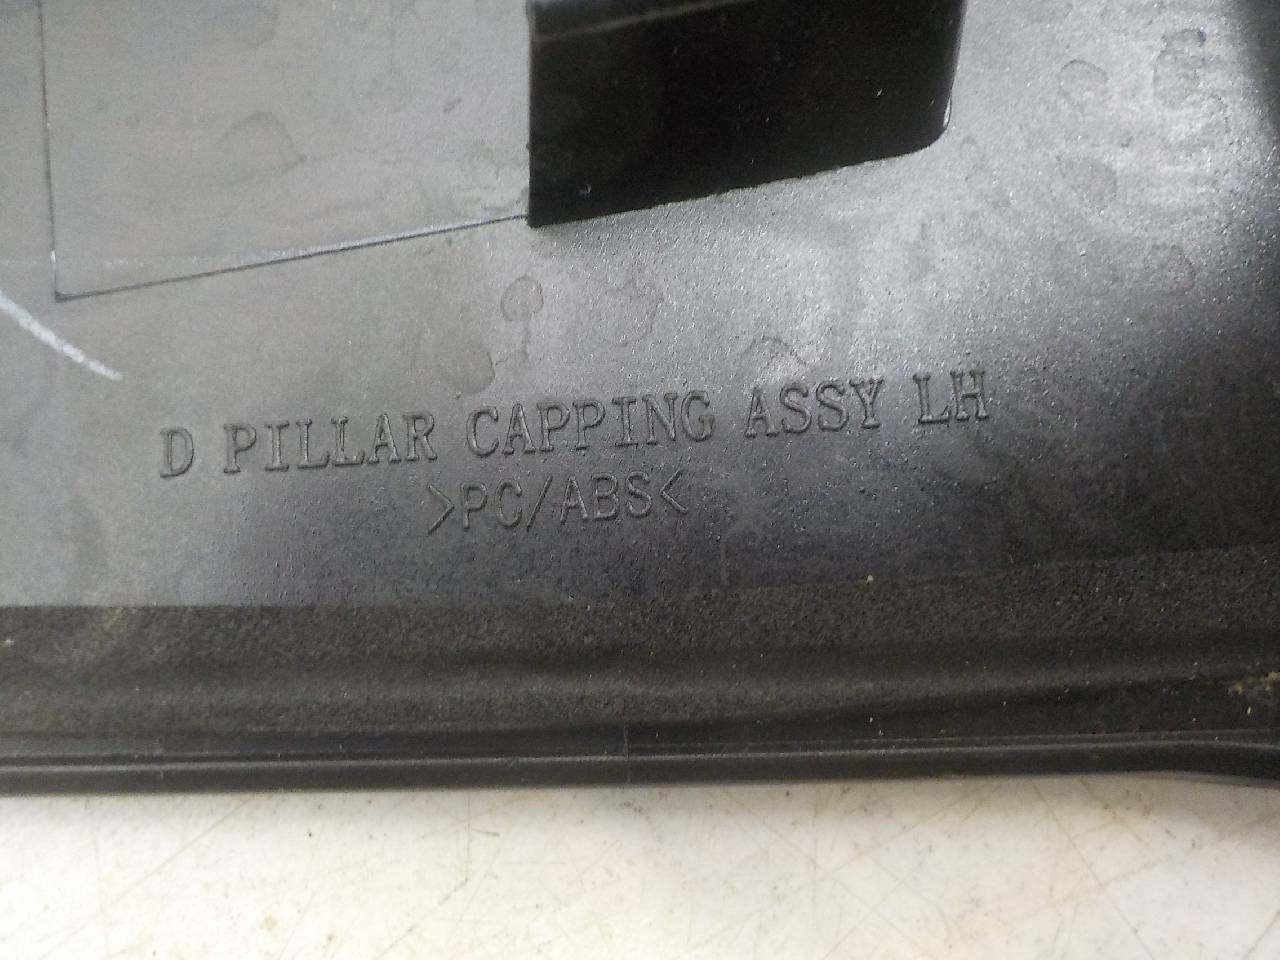 D PILLAR CAPPING ASSY LH
>PC/ABS<